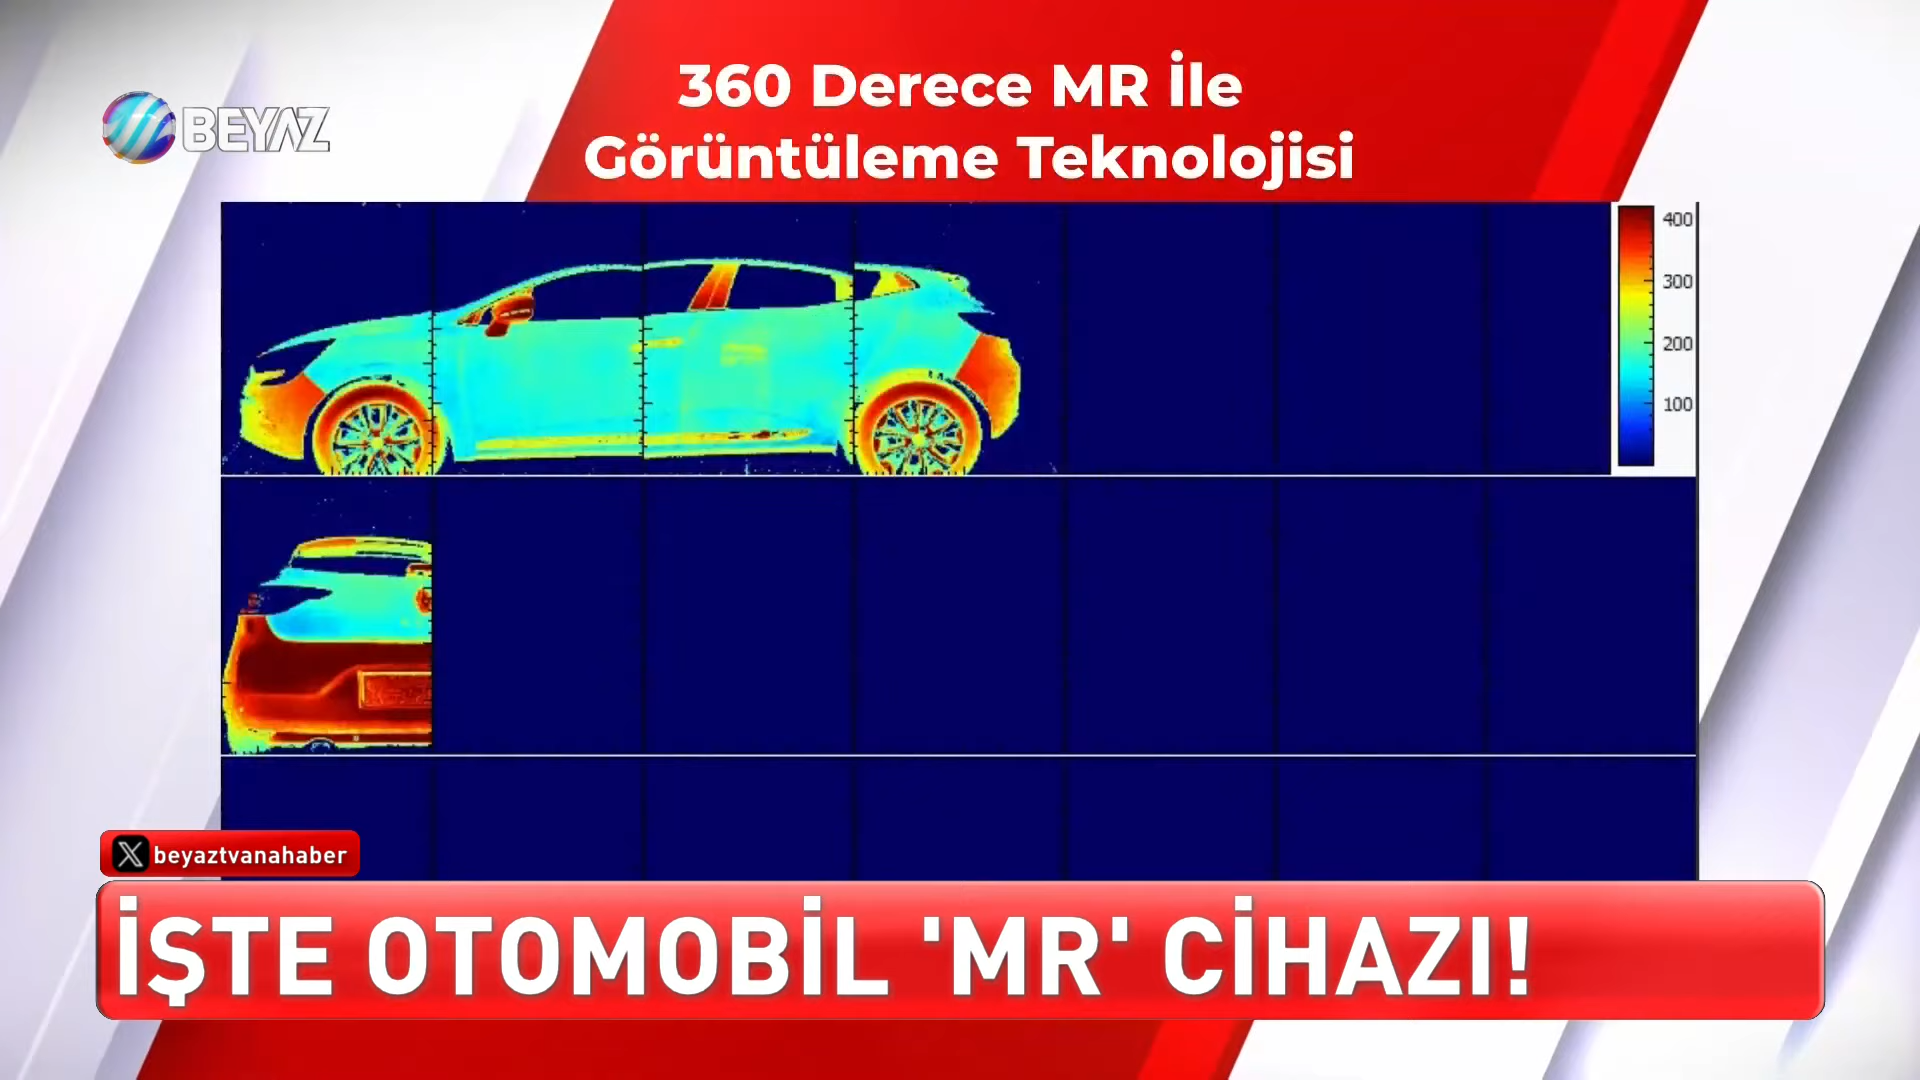 360 Derece MR İle
Görüntüleme Teknolojisi
BEYAZ
400
300
200
100
beyaztvanahaber
İŞTE OTOMOBİL 'MR' CİHAZI!